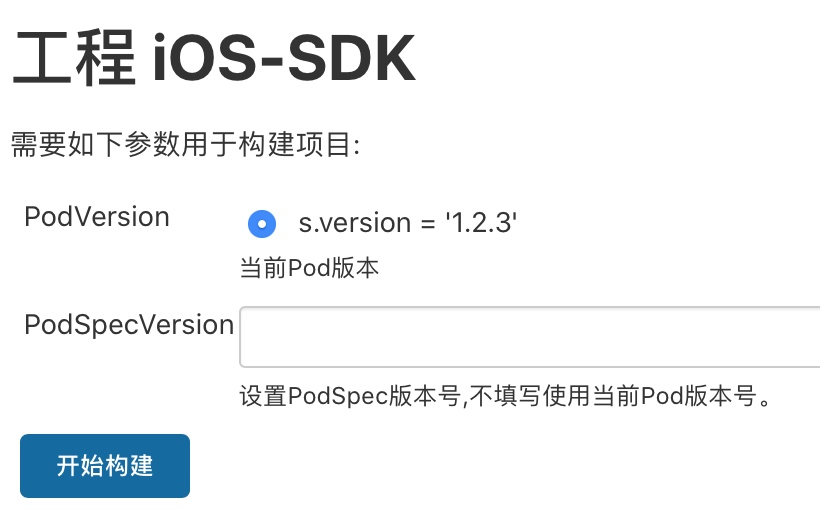 工程 iOS-SDK
需要如下参数用于构建项目:
PodVersion
s.version = '1.2.3'
当前Pod版本
PodSpecVersion
设置PodSpec版本号,不填写使用当前Pod版本号。
开始构建